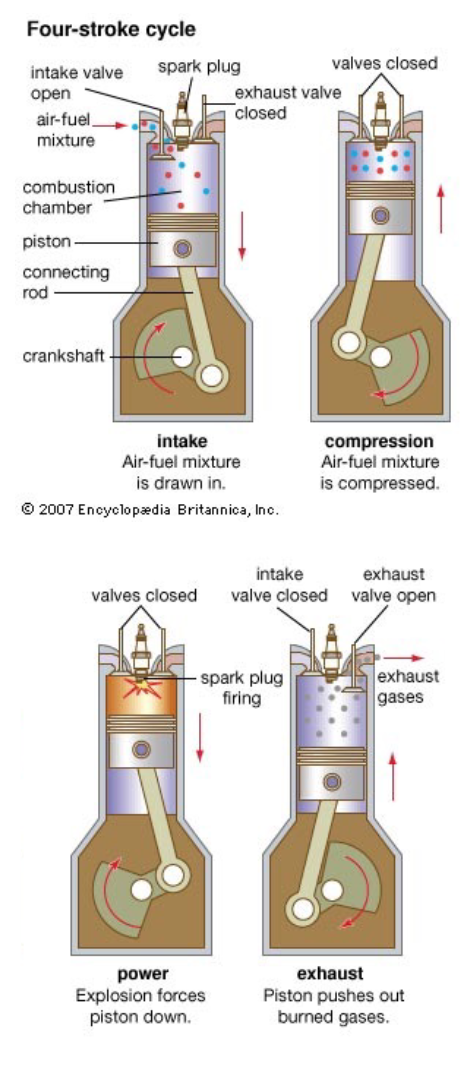 Four-stroke cycle
intake valve
open
spark plug
exhaust valve
closed
air-fuel
mixture
combustion
chamber
piston
connecting
rod
crankshaft
intake
Air-fuel mixture
is drawn in.
valves closed
compression
Air-fuel mixture
is compressed.
© 2007 Encyclopædia Britannica, Inc.
valves closed
spark plug
firing
power
Explosion forces
piston down.
intake
valve closed
exhaust
valve open
exhaust
gases
exhaust
Piston pushes out
burned gases.